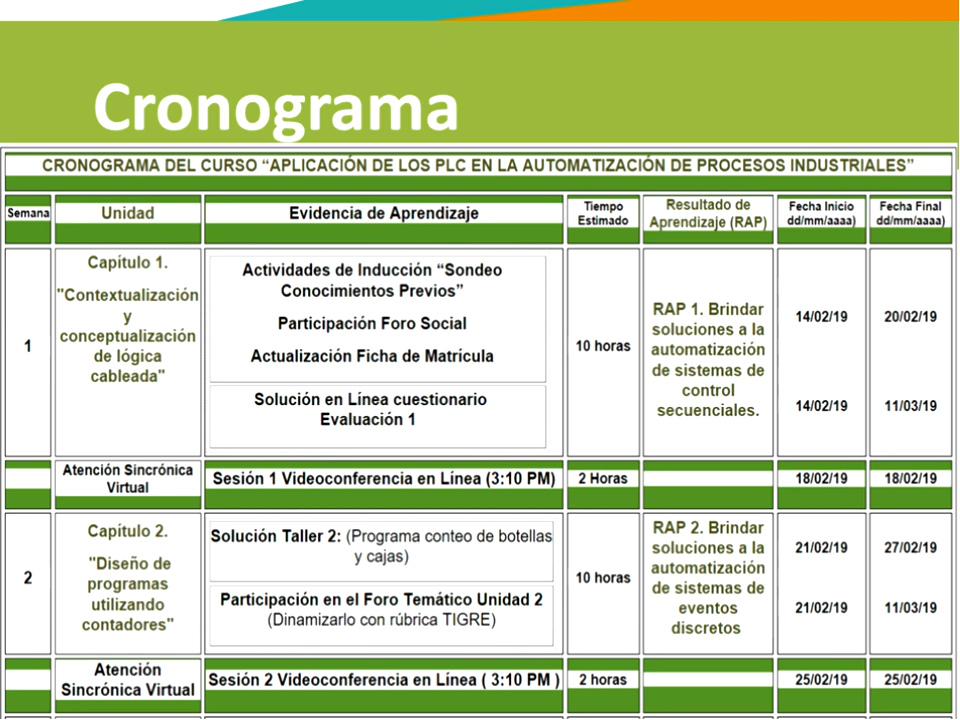 Cronograma
CRONOGRAMA DEL CURSO “APLICACIÓN DE LOS PLC EN LA AUTOMATIZACIÓN DE PROCESOS INDUSTRIALES”
Semana
Unidad
Evidencia de Aprendizaje
Tiempo
Estimado
Resultado de
Aprendizaje (RAP)
Fecha Inicio
dd/mm/aaaa)
Fecha Final
dd/mm/aaaa)
1
Capítulo 1.
"Contextualización
y
conceptualización
de lógica
cableada"
Actividades de Inducción “Sondeo
Conocimientos Previos”
Participación Foro Social
Actualización Ficha de Matrícula
Solución en Línea cuestionario
Evaluación 1
10 horas
RAP 1. Brindar
soluciones a la
automatización
de sistemas de
control
secuenciales.
14/02/19
20/02/19
14/02/19
11/03/19
Atención Sincrónica
Virtual
Sesión 1 Videoconferencia en Línea (3:10 PM)
2 Horas
18/02/19
18/02/19
2
Capítulo 2.
"Diseño de
programas
utilizando
contadores"
Solución Taller 2: (Programa conteo de botellas
y cajas)
Participación en el Foro Temático Unidad 2
(Dinamizarlo con rúbrica TIGRE)
10 horas
RAP 2. Brindar
soluciones a la
automatización
de sistemas de
eventos
discretos
21/02/19
27/02/19
21/02/19
11/03/19
Atención
Sincrónica Virtual
Sesión 2 Videoconferencia en Línea ( 3:10 PM )
2 horas
25/02/19
25/02/19